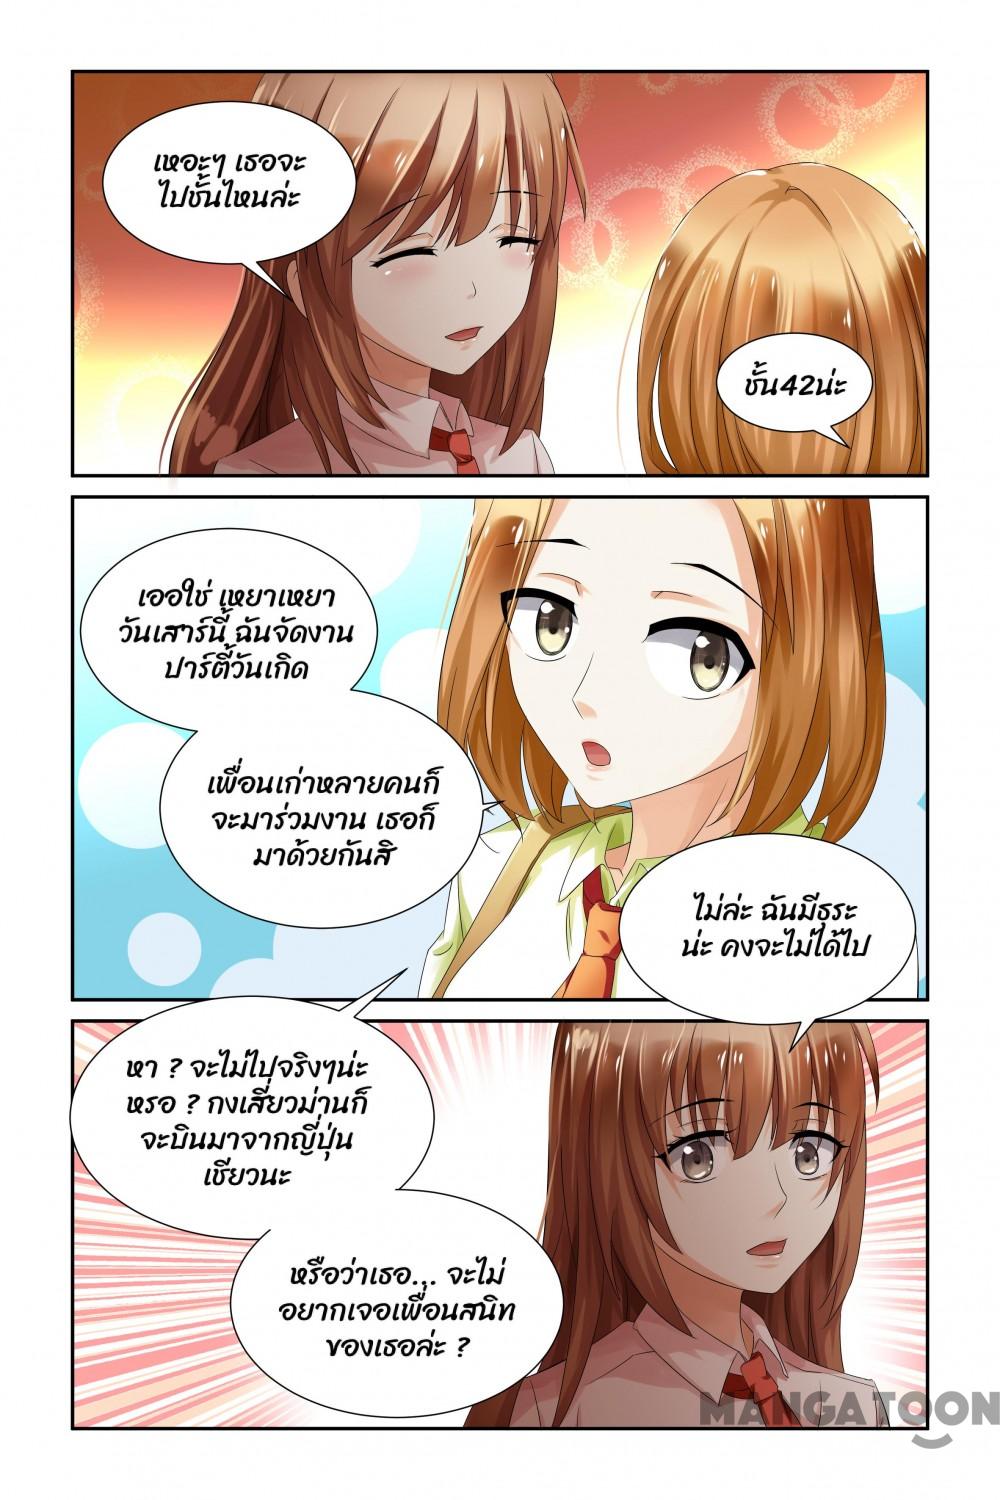 เหอะๆ เธอจะ
ไปชั้นไหนล่ะ
ชั้น42น่ะ
เออใช่ เหยาเหยา
วันเสาร์นี้ ฉันจัดงาน
ปาร์ตี้วันเกิด
เพื่อนเก่าหลายคนก็
จะมาร่วมงาน เธอก็
มาด้วยกันสิ
ไม่ล่ะ ฉันมีธุระ
น่ะ คงจะไม่ได้ไป
หา ? จะไม่ไปจริงๆน่ะ
หรอ ? กงเสี่ยวม่านก็
จะบินมาจากญี่ปุ่น
เชียวนะ
หรือว่าเธอ... จะไม่
อยากเจอเพื่อนสนิท
ของเธอล่ะ ?
MANGATOON